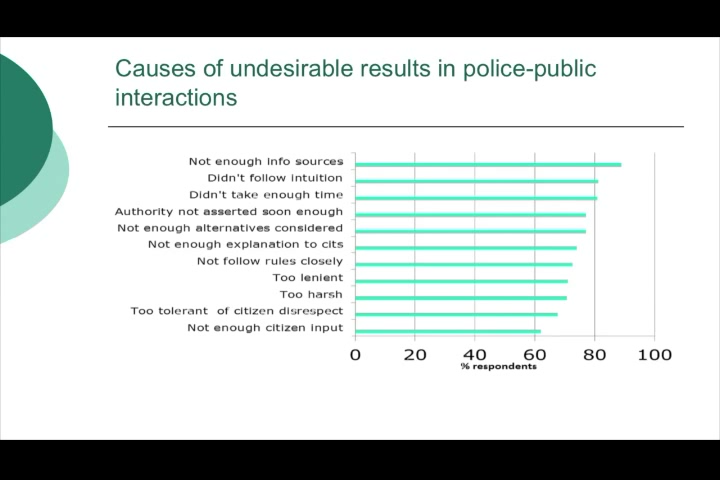 Causes of undesirable results in police-public
interactions
Not enough info sources
Didn't follow intuition
Didn't take enough time
Authority not asserted soon enough
Not enough alternatives considered
Not enough explanation to cits
Not follow rules closely
Too lenient
Too harsh
Too tolerant of citizen disrespect
Not enough citizen input
0 20 40 60 80 100
% respondents